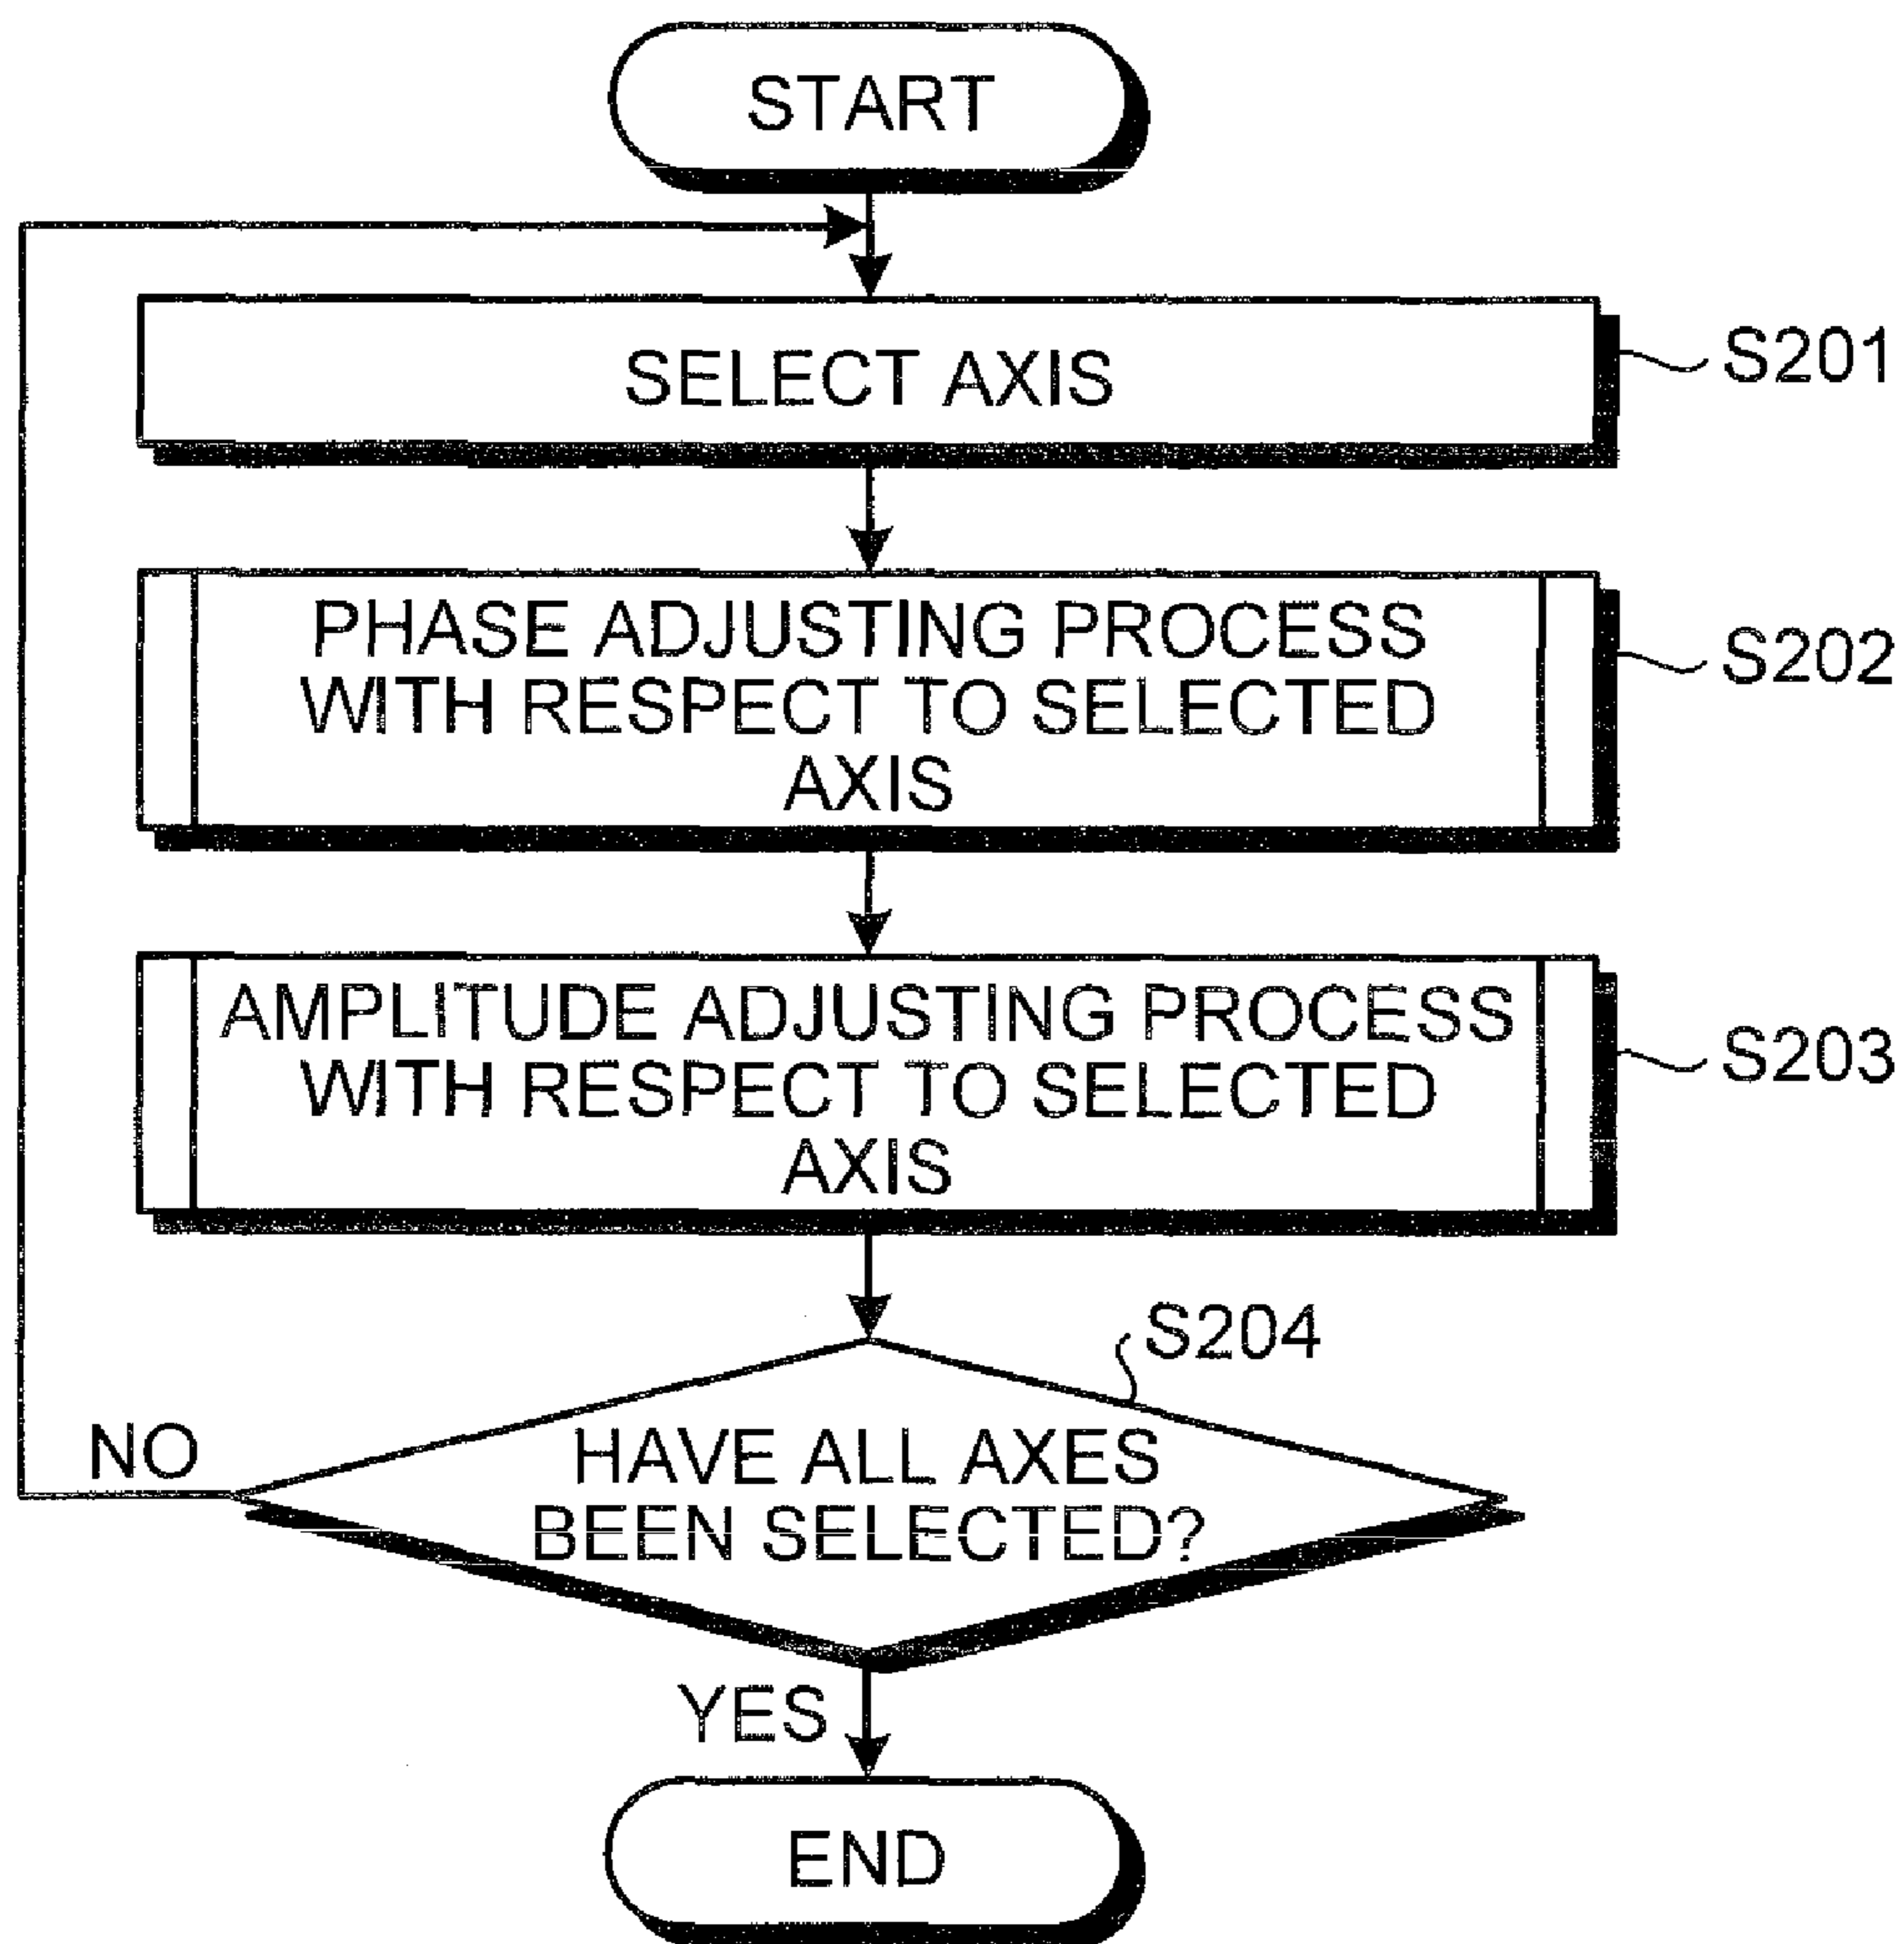 START
SELECT AXIS
S201
PHASE ADJUSTING PROCESS
WITH RESPECT TO SELECTED
AXIS
S202
AMPLITUDE ADJUSTING PROCESS
WITH RESPECT TO SELECTED
AXIS
S203
S204
HAVE ALL AXES
BEEN SELECTED?
NO
YES
END